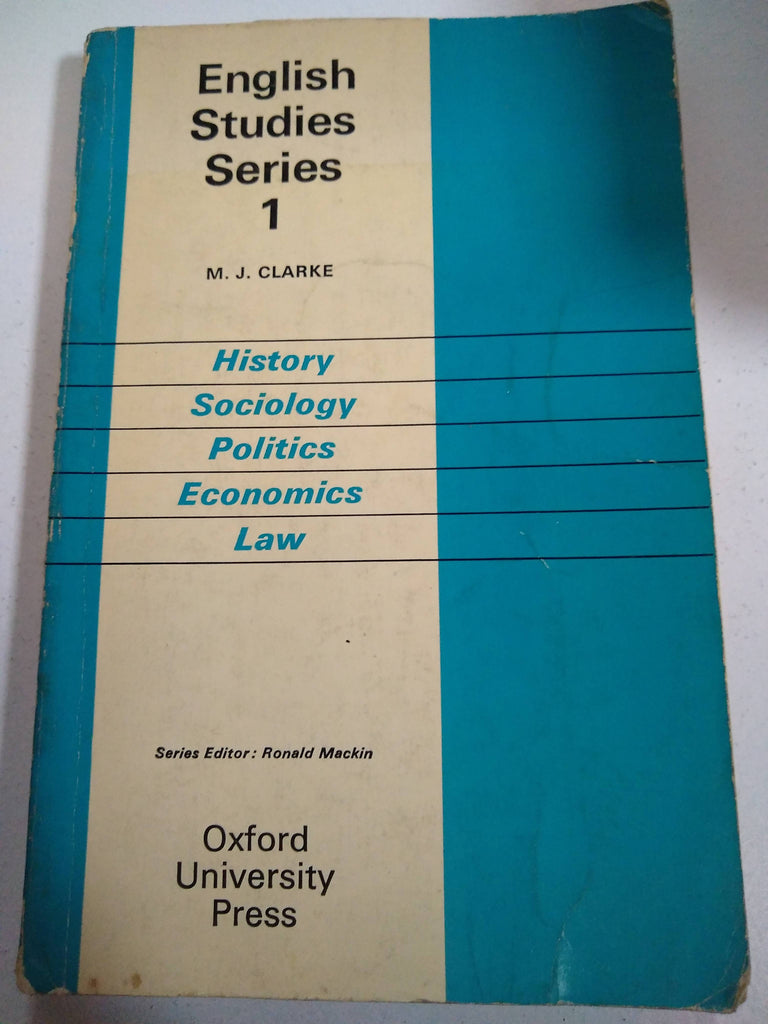 English
Studies
Series
1
M. J. CLARKE
History
Sociology
Politics
Economics
Law
Series Editor: Ronald Mackin
Oxford
University
Press